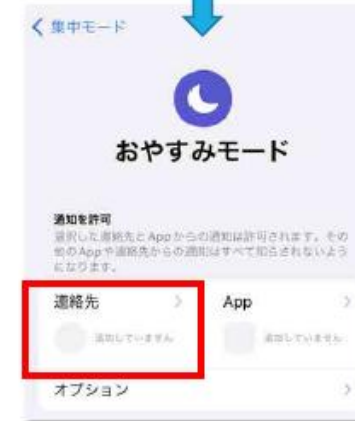 集中モード
おやすみモード
通知を許可
選択した連絡先とAppからの通知は許可されます。その
他のAppや連絡先からの通知はすべて知らされないよう
になります。
連絡先
App
追加していません
追加していません
オプション